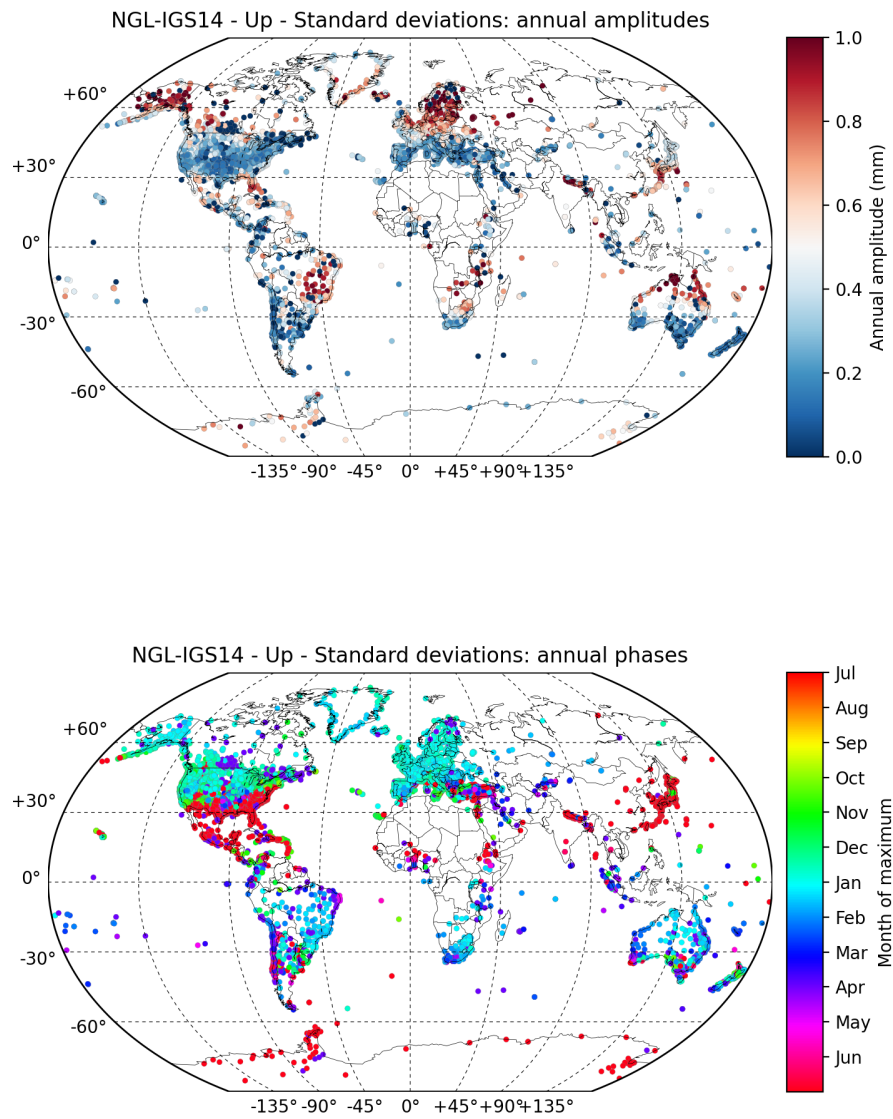 NGL-IGS14 - Up - Standard deviations: annual amplitudes
+60°
+30°
0°
-30°
-60°
-135° -90° -45° 0° +45° +90° +135°
1.0
0.8
0.6
0.4
0.2
0.0
Annual amplitude (mm)
NGL-IGS14 - Up - Standard deviations: annual phases
+60°
+30°
0°
-30°
-60°
-135° -90° -45° 0° +45° +90° +135°
Jul
Aug
Sep
Oct
Nov
Dec
Jan
Feb
Mar
Apr
May
Jun
Month of maximum